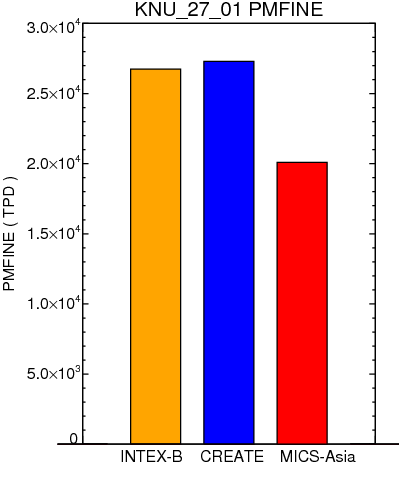 KNU_27_01 PMFINE
3.0×10⁴
2.5×10⁴
2.0×10⁴
1.5×10⁴
1.0×10⁴
5.0×10³
0
PMFINE ( TPD )
INTEX-B CREATE MICS-Asia